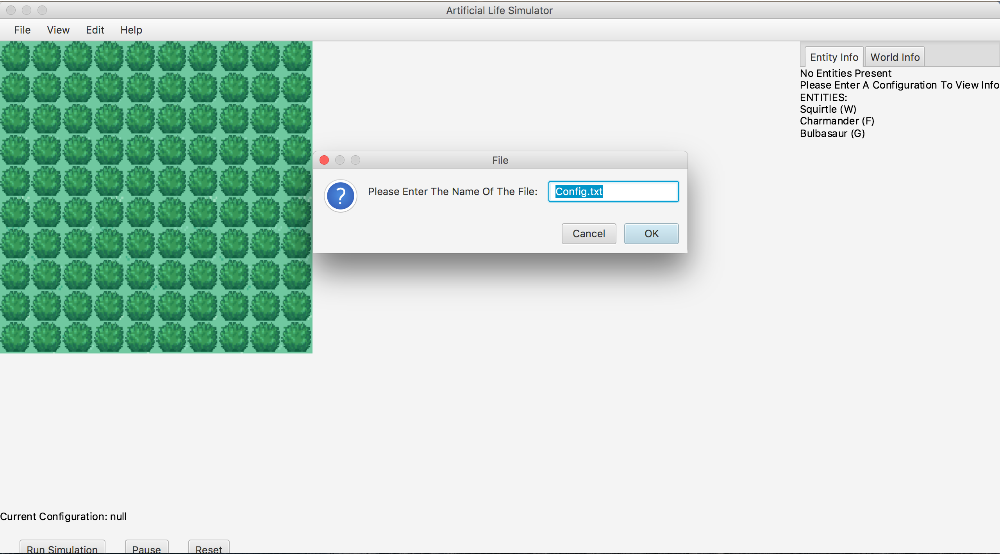 Artificial Life Simulator
File View Edit Help
Entity Info World Info
No Entities Present
Please Enter A Configuration To View Info
ENTITIES:
Squirtle (W)
Charmander (F)
Bulbasaur (G)
File
?
Please Enter The Name Of The File: Config.txt
Cancel OK
Current Configuration: null
Run Simulation Pause Reset